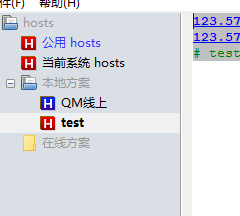 件(F) 帮助(H)
hosts
H 公用 hosts
H 当前系统 hosts
本地方案
H QM线上
H test
在线方案
123.57
123.57
# test